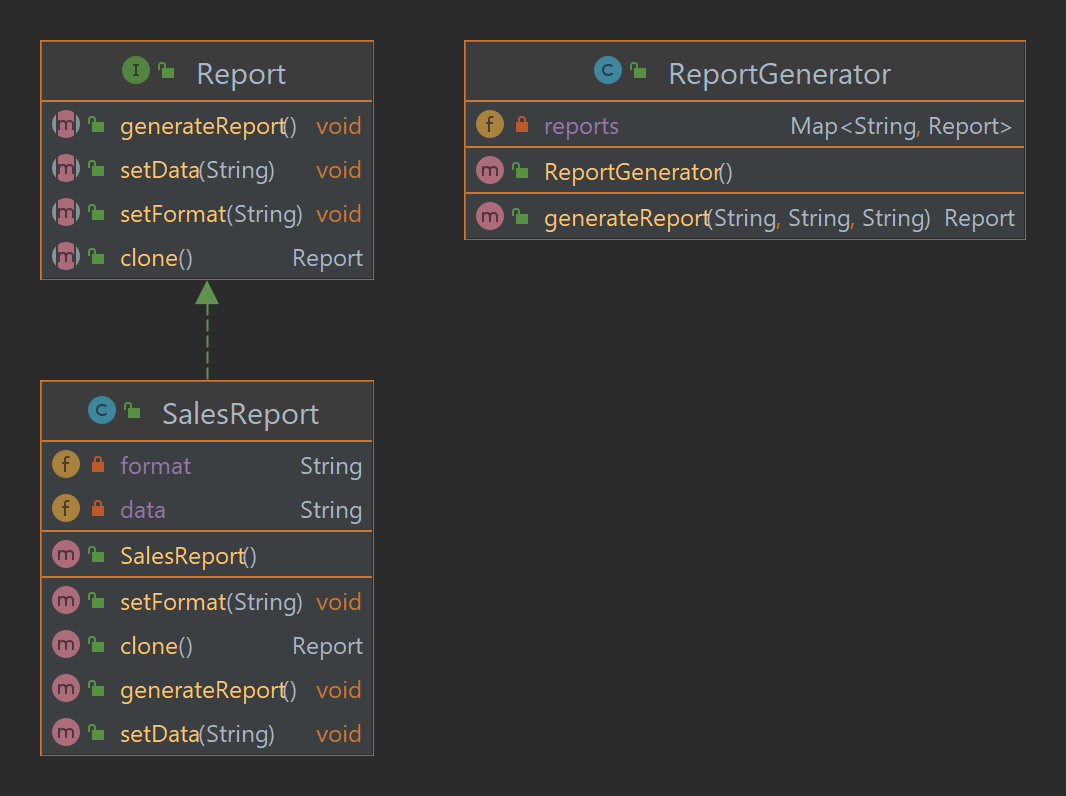 I Report
m generateReport() void
m setData(String) void
m setFormat(String) void
m clone() Report
C ReportGenerator
f reports Map<String, Report>
m ReportGenerator()
m generateReport(String, String, String) Report
C SalesReport
f format String
f data String
m SalesReport()
m setFormat(String) void
m clone() Report
m generateReport() void
m setData(String) void